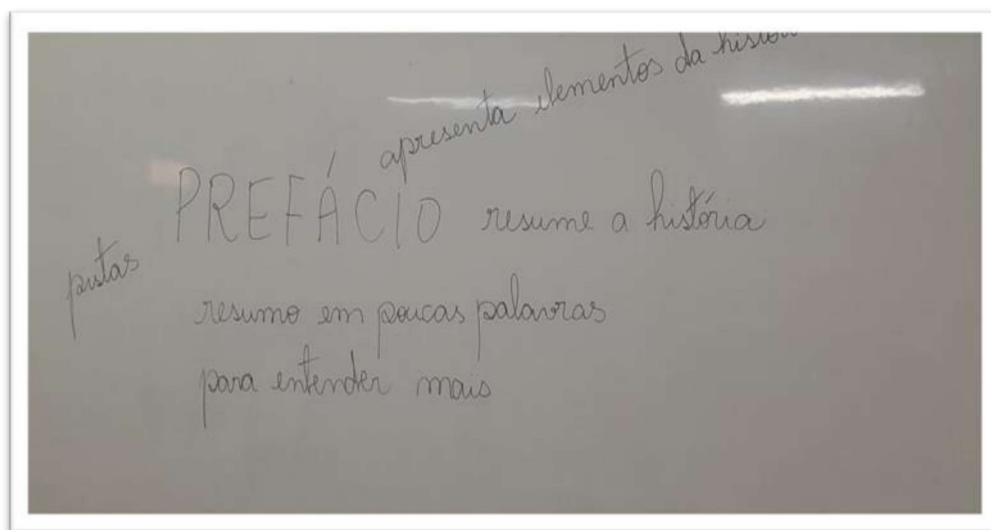 apresenta elementos da
PREFÁCIO resume a história
pistas
resumo em poucas palavras
para entender mais